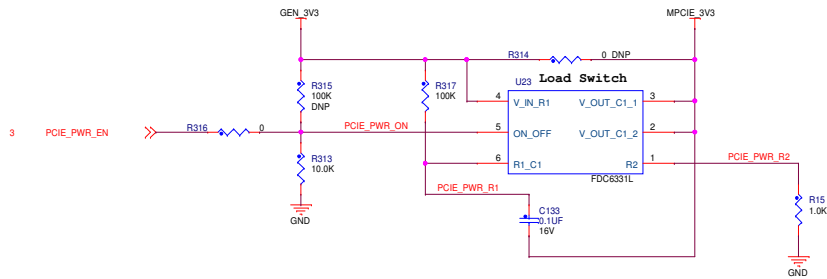 GEN_3V3
MPCIE_3V3
R314
0 DNP
Load Switch
U23
R315
100K
DNP
R317
100K
4
V_IN_R1
V_OUT_C1_1
3
3
PCIE_PWR_EN
R316
0
PCIE_PWR_ON
5
ON_OFF
V_OUT_C1_2
2
R313
10.0K
6
R1_C1
R2
1
PCIE_PWR_R2
FDC6331L
PCIE_PWR_R1
GND
C133
0.1UF
16V
R15
1.0K
GND